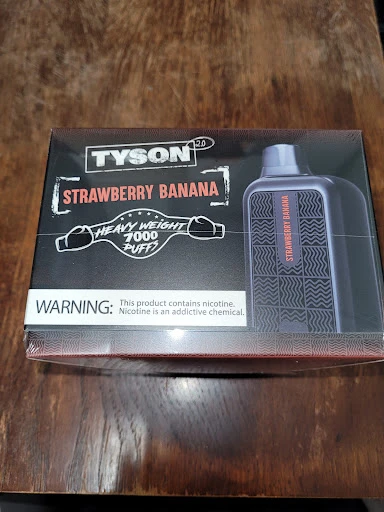 TYSON 2.0
STRAWBERRY BANANA
HEAVY WEIGHT
7000
PUFFS
STRAWBERRY BANANA
WARNING: This product contains nicotine.
Nicotine is an addictive chemical.